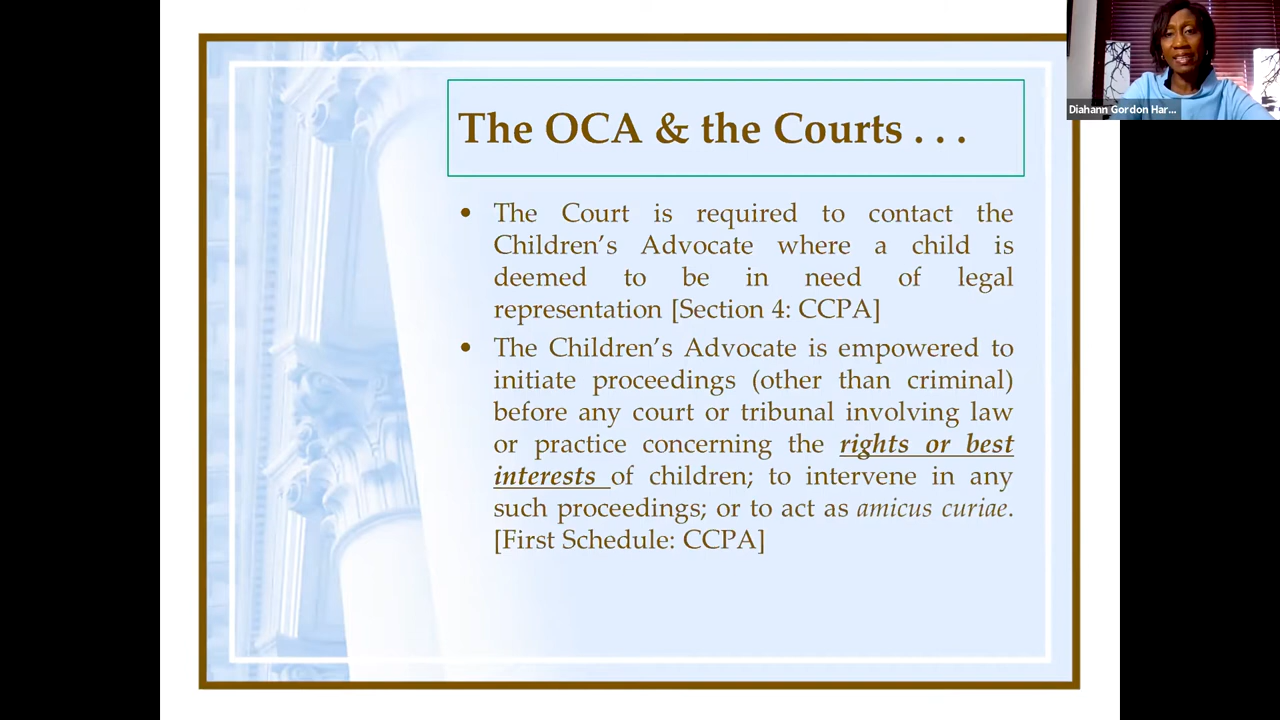 The OCA & the Courts . . .
• The Court is required to contact the
Children’s Advocate where a child is
deemed to be in need of legal
representation [Section 4: CCPA]
• The Children’s Advocate is empowered to
initiate proceedings (other than criminal)
before any court or tribunal involving law
or practice concerning the rights or best
interests of children; to intervene in any
such proceedings; or to act as amicus curiae.
[First Schedule: CCPA]
Diahann Gordon Har...